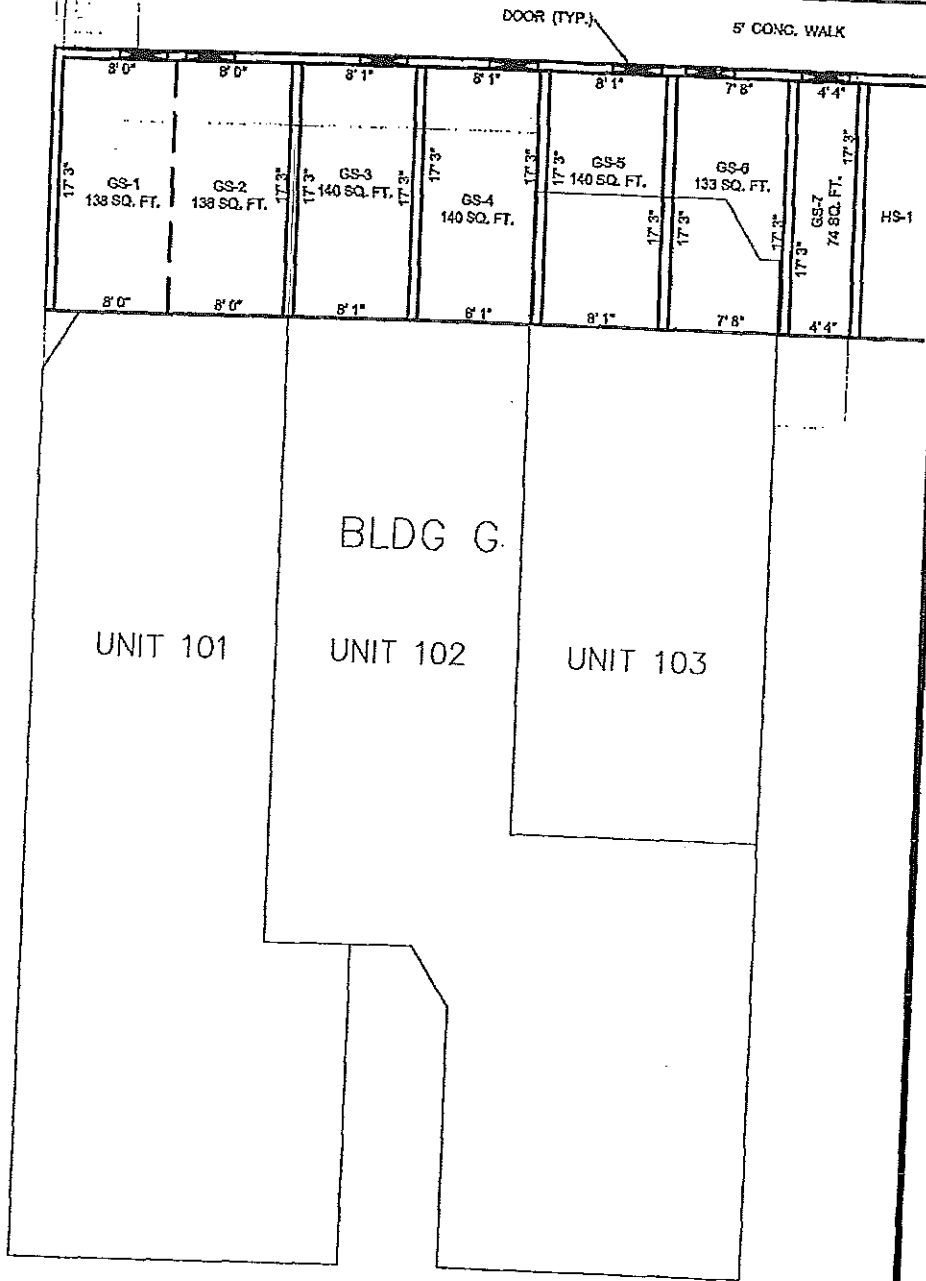 DOOR (TYP.)
5' CONC. WALK
8' 0"
8' 0"
8' 1"
8' 1"
8' 1"
7' 8"
4' 4"
17' 3"
GS-1
138 SQ. FT.
GS-2
138 SQ. FT.
17' 3"
17' 3"
GS-3
140 SQ. FT.
17' 3"
17' 3"
GS-4
140 SQ. FT.
17' 3"
17' 3"
GS-5
140 SQ. FT.
17' 3"
17' 3"
GS-6
133 SQ. FT.
17' 3"
17' 3"
GS-7
74 SQ. FT.
17' 3"
HS-1
8' 0"
8' 0"
8' 1"
8' 1"
8' 1"
7' 8"
4' 4"
BLDG G
UNIT 101
UNIT 102
UNIT 103